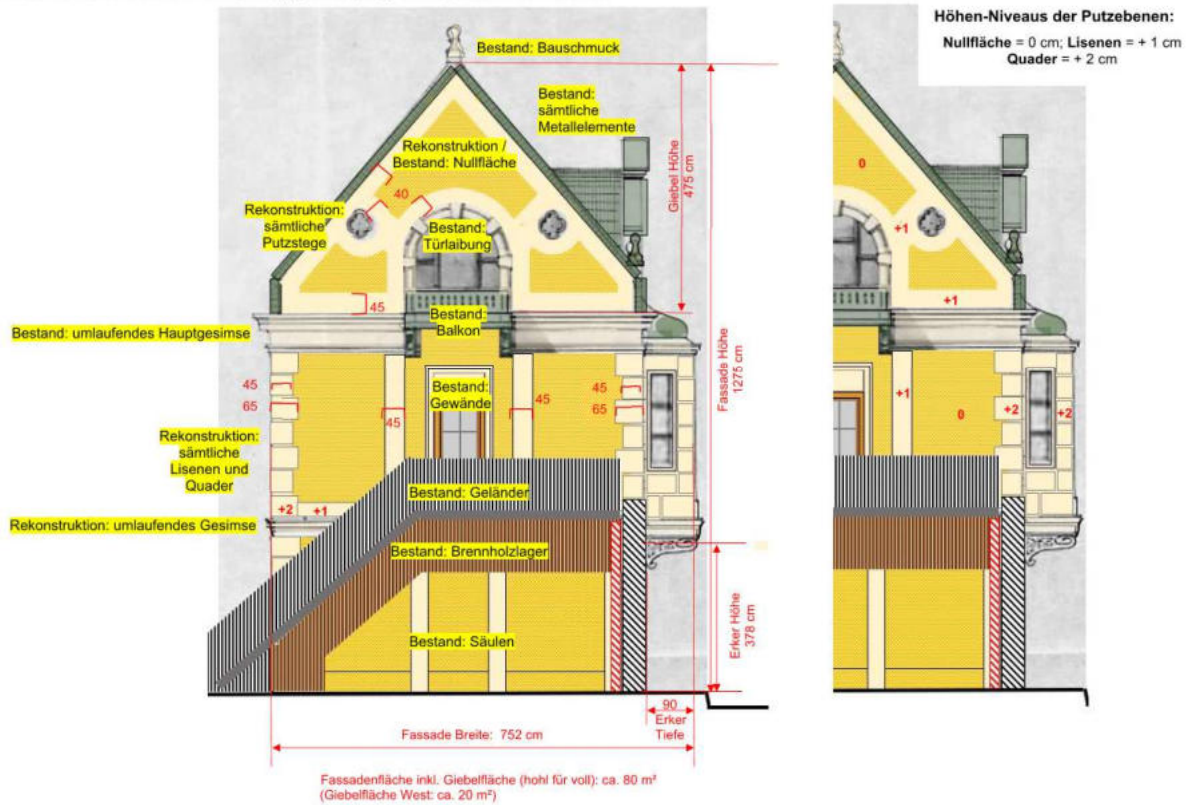 Höhen-Niveaus der Putzebenen:
Nullfläche = 0 cm; Lisenen = + 1 cm
Quader = + 2 cm
Bestand: Bauschmuck
Bestand:
sämtliche
Metallelemente
Rekonstruktion /
Bestand: Nullfläche
Giebel Höhe
475 cm
40
Rekonstruktion:
sämtliche
Putzstege
Bestand:
Türlaibung
45
Bestand:
Balkon
Bestand: umlaufendes Hauptgesimse
Fassade Höhe
1275 cm
45
65
45
Bestand:
Gewände
45
45
65
Rekonstruktion:
sämtliche
Lisenen und
Quader
Bestand: Geländer
+2
+1
Rekonstruktion: umlaufendes Gesimse
Bestand: Brennholzlager
Erker Höhe
378 cm
Bestand: Säulen
90
Erker
Tiefe
Fassade Breite: 752 cm
Fassadenfläche inkl. Giebelfläche (hohl für voll): ca. 80 m²
(Giebelfläche West: ca. 20 m²)
0
+1
+1
+1
0
+2
+2